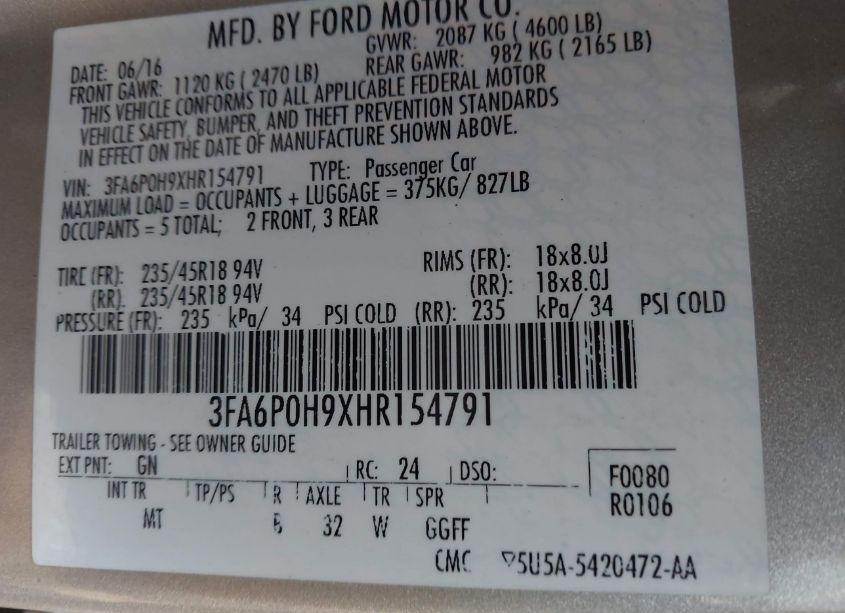 MFD. BY FORD MOTOR CO.
DATE: 06/16 GVWR: 2087 KG ( 4600 LB)
FRONT GAWR: 1120 KG ( 2470 LB) REAR GAWR: 982 KG ( 2165 LB)
THIS VEHICLE CONFORMS TO ALL APPLICABLE FEDERAL MOTOR
VEHICLE SAFETY, BUMPER, AND THEFT PREVENTION STANDARDS
IN EFFECT ON THE DATE OF MANUFACTURE SHOWN ABOVE.
VIN: 3FA6P0H9XHR154791 TYPE: Passenger Car
MAXIMUM LOAD = OCCUPANTS + LUGGAGE = 375KG/ 827LB
OCCUPANTS = 5 TOTAL; 2 FRONT, 3 REAR
TIRE (FR): 235/45R18 94V RIMS (FR): 18x8.0J
(RR). 235/45R18 94V (RR): 18x8.0J
PRESSURE (FR): 235 kPa/ 34 PSI COLD (RR): 235 kPa/ 34 PSI COLD
3FA6P0H9XHR154791
TRAILER TOWING - SEE OWNER GUIDE
EXT PNT: GN RC: 24 DSO: F0080
INT TR TP/PS R AXLE TR SPR R0106
MT 32 W GGFF
CMC 5U5A-5420472-AA